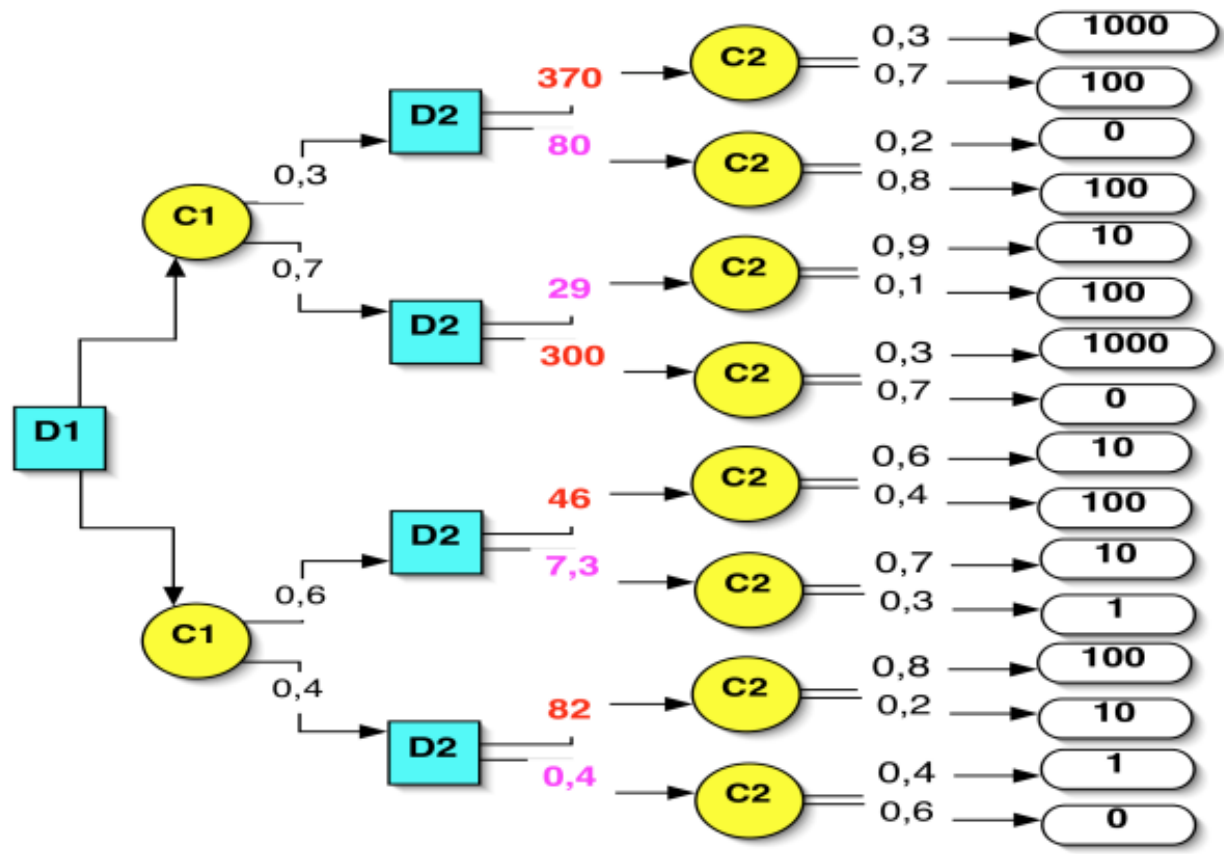 0,3 1000
C2
370 0,7 100
D2
80 0,2 0
C2
0,3 0,8 100
C1
0,9 10
0,7 29 C2
0,1 100
D2
300 0,3 1000
C2
0,7 0
D1
0,6 10
46 C2
0,4 100
D2
7,3 0,7 10
0,6 C2
0,3 1
C1
0,8 100
0,4 82 C2
0,2 10
D2
0,4 0,4 1
C2
0,6 0